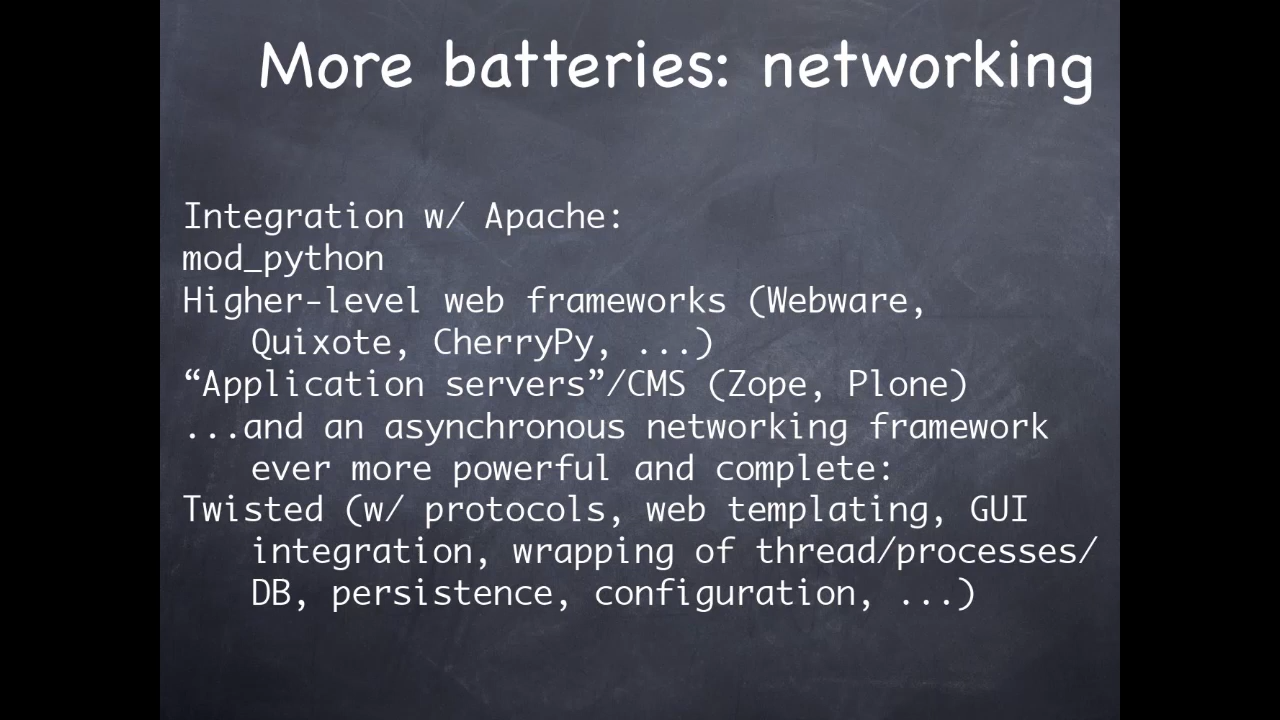 More batteries: networking
Integration w/ Apache:
mod_python
Higher-level web frameworks (Webware,
Quixote, CherryPy, ...)
“Application servers”/CMS (Zope, Plone)
...and an asynchronous networking framework
ever more powerful and complete:
Twisted (w/ protocols, web templating, GUI
integration, wrapping of thread/processes/
DB, persistence, configuration, ...)